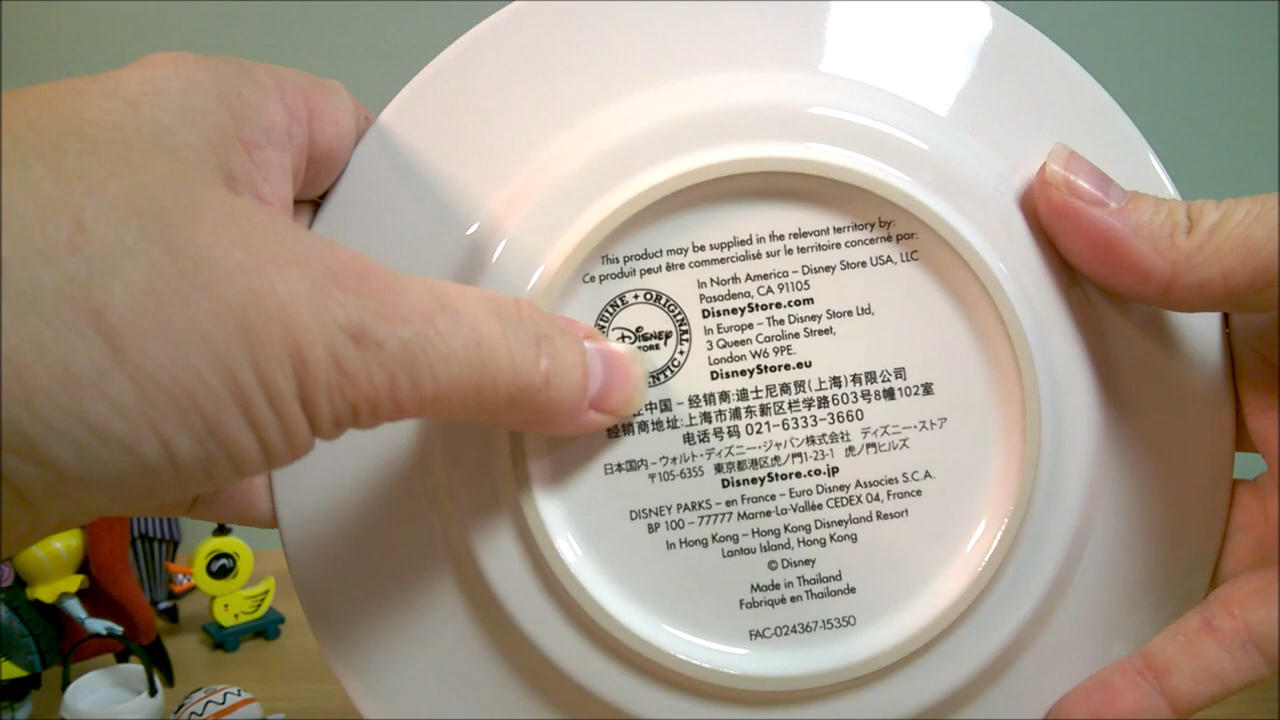 This product may be supplied in the relevant territory by:
Ce produit peut être commercialisé sur le territoire concerné par:
ORIGINAL
Disney
In North America – Disney Store USA, LLC
Pasadena, CA 91105
DisneyStore.com
In Europe – The Disney Store Ltd,
3 Queen Caroline Street,
London W6 9PE.
DisneyStore.eu
中国 – 经销商:迪士尼商贸(上海)有限公司
经销商地址:上海市浦东新区栏学路603号8幢102室
电话号码 021-6333-3660
日本国内–ウォルト・ディズニー・ジャパン株式会社 ディズニー・ストア
〒105-6355 東京都港区虎ノ門1-23-1 虎ノ門ヒルズ
DisneyStore.co.jp
DISNEY PARKS – en France – Euro Disney Associes S.C.A.
BP 100 – 77777 Marne-La-Vallée CEDEX 04, France
In Hong Kong – Hong Kong Disneyland Resort
Lantau Island, Hong Kong
© Disney
Made in Thailand
Fabriqué en Thaïlande
FAC-024367-15350